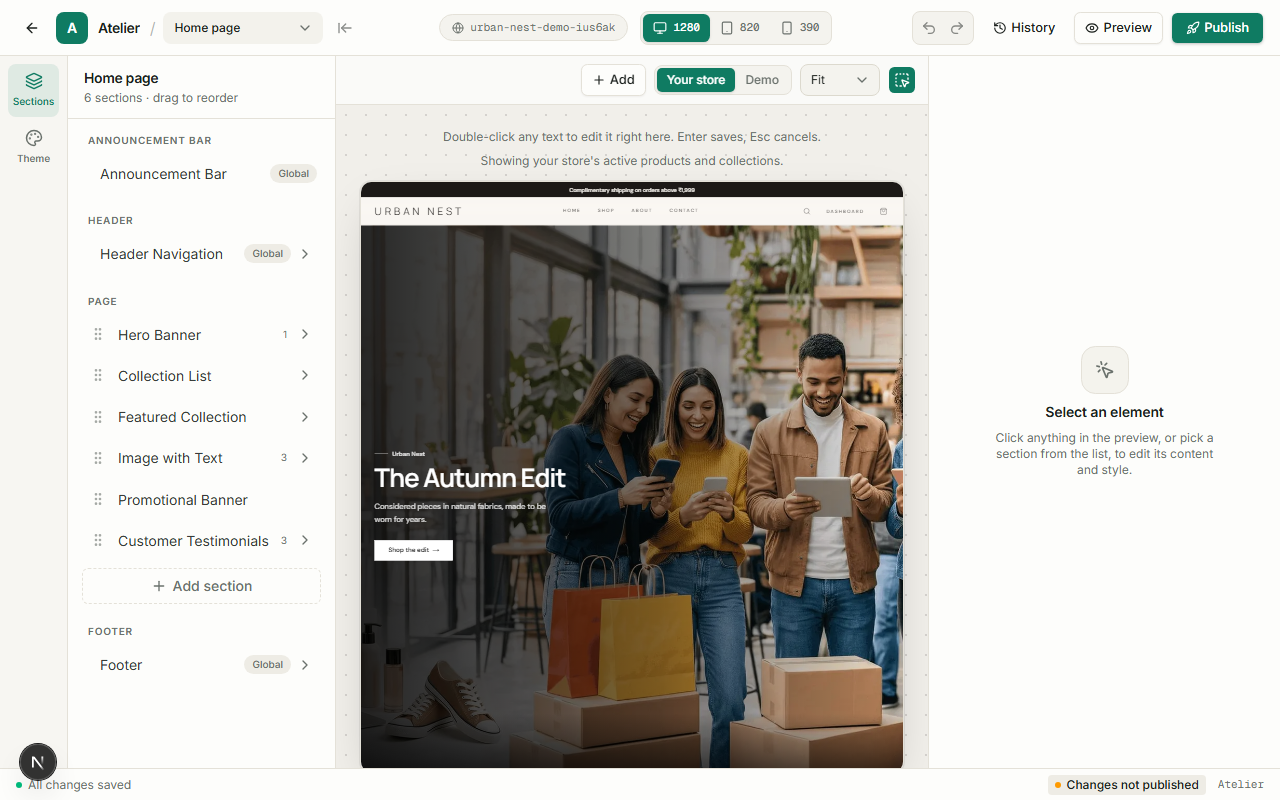 A Atelier / Home page
urban-nest-demo-ius6ak
1280 820 390
History Preview Publish
Sections
Theme
Home page
6 sections · drag to reorder
ANNOUNCEMENT BAR
Announcement Bar Global
HEADER
Header Navigation Global
PAGE
Hero Banner 1
Collection List
Featured Collection
Image with Text 3
Promotional Banner
Customer Testimonials 3
+ Add section
FOOTER
Footer Global
+ Add Your store Demo Fit
Double-click any text to edit it right here. Enter saves, Esc cancels.
Showing your store's active products and collections.
Complimentary shipping on orders above ₹1,999
URBAN NEST HOME SHOP ABOUT CONTACT DASHBOARD
Urban Nest
The Autumn Edit
Considered pieces in natural fabrics, made to be
worn for years.
Shop the edit →
Select an element
Click anything in the preview, or pick a
section from the list, to edit its content
and style.
N
All changes saved
Changes not published Atelier